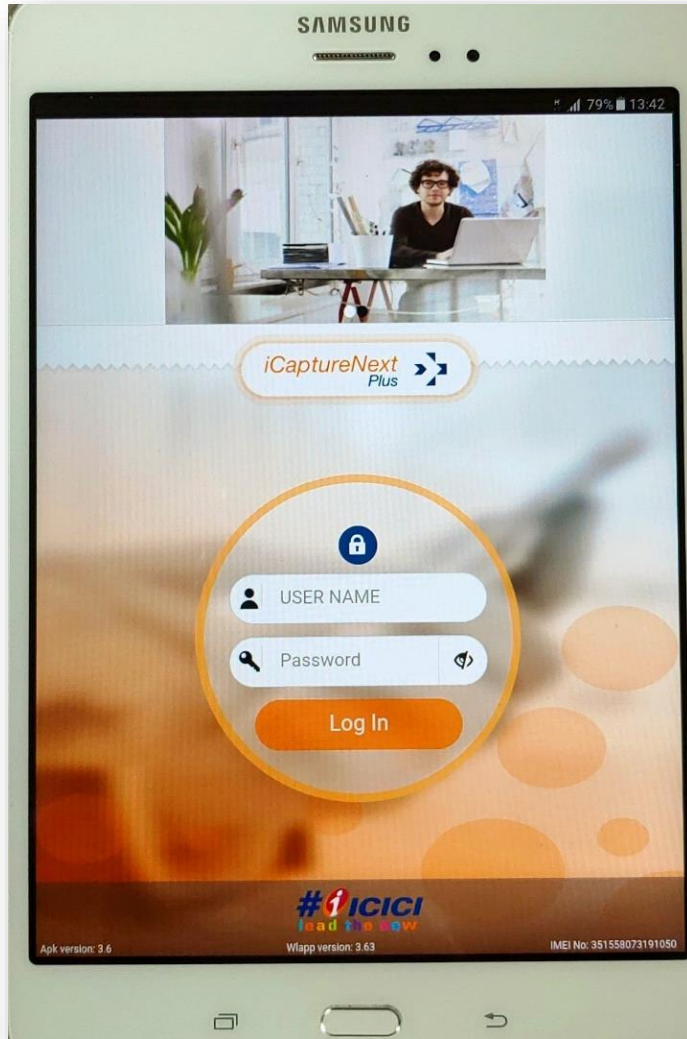 SAMSUNG
79% 13:42
iCaptureNext
Plus
USER NAME
Password
Log In
#iICICI
lead the new
Apk version: 3.6
Wlapp version: 3.63
IMEI No: 351558073191050